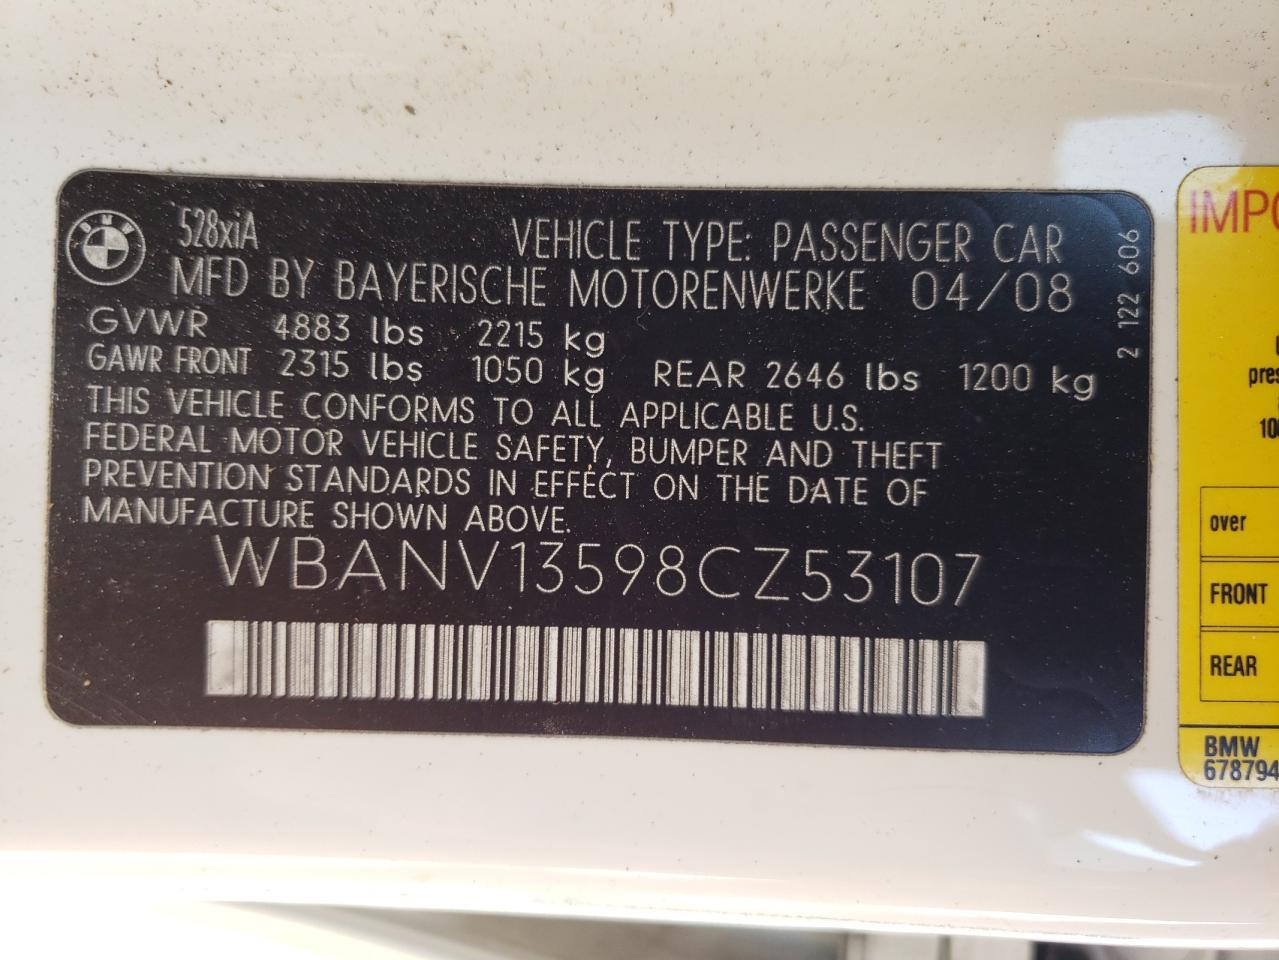 528xiA
VEHICLE TYPE: PASSENGER CAR
MFD BY BAYERISCHE MOTORENWERKE 04/08
GVWR 4883 lbs 2215 kg
GAWR FRONT 2315 lbs 1050 kg REAR 2646 lbs 1200 kg
THIS VEHICLE CONFORMS TO ALL APPLICABLE U.S.
FEDERAL MOTOR VEHICLE SAFETY, BUMPER AND THEFT
PREVENTION STANDARDS IN EFFECT ON THE DATE OF
MANUFACTURE SHOWN ABOVE.
WBANV13598CZ53107
2 122 606
over
FRONT
REAR
BMW